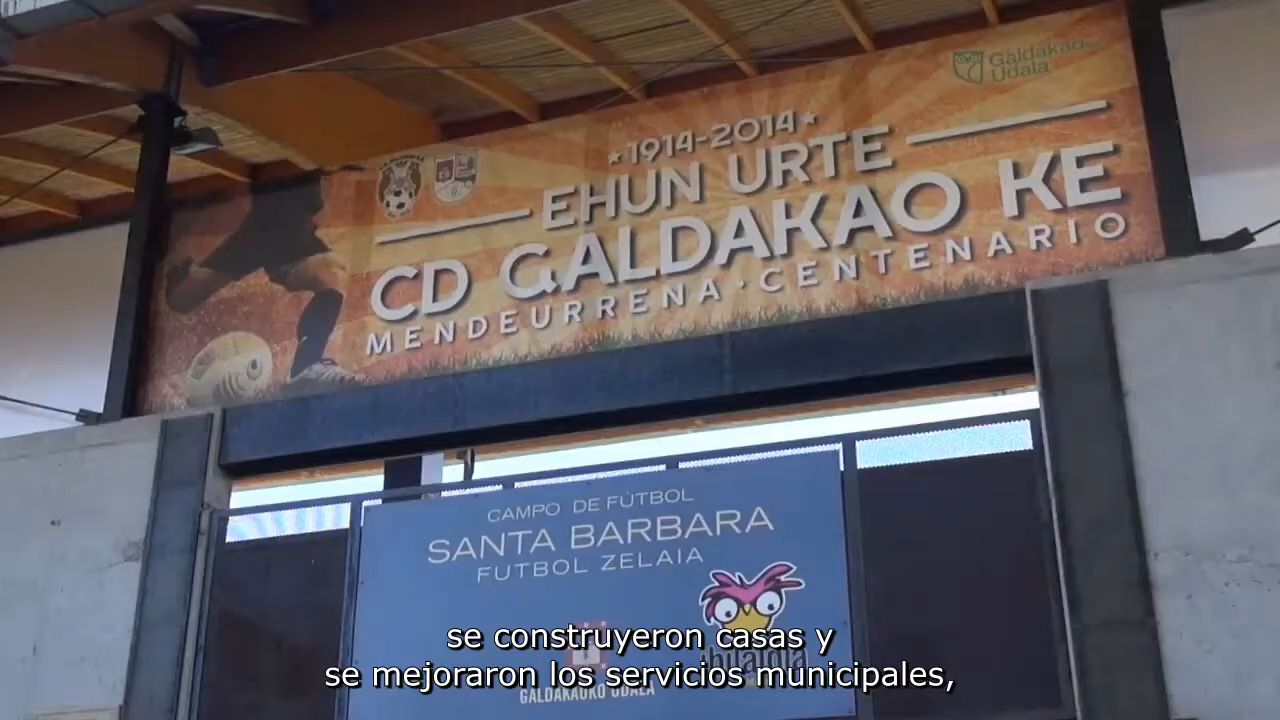 Galdakao
Udala
1914-2014
EHUN URTE
CD GALDAKAO KE
MENDEURRENA · CENTENARIO
CAMPO DE FÚTBOL
SANTA BARBARA
FUTBOL ZELAIA
se construyeron casas y
se mejoraron los servicios municipales,
GALDAKAOKO UDALA